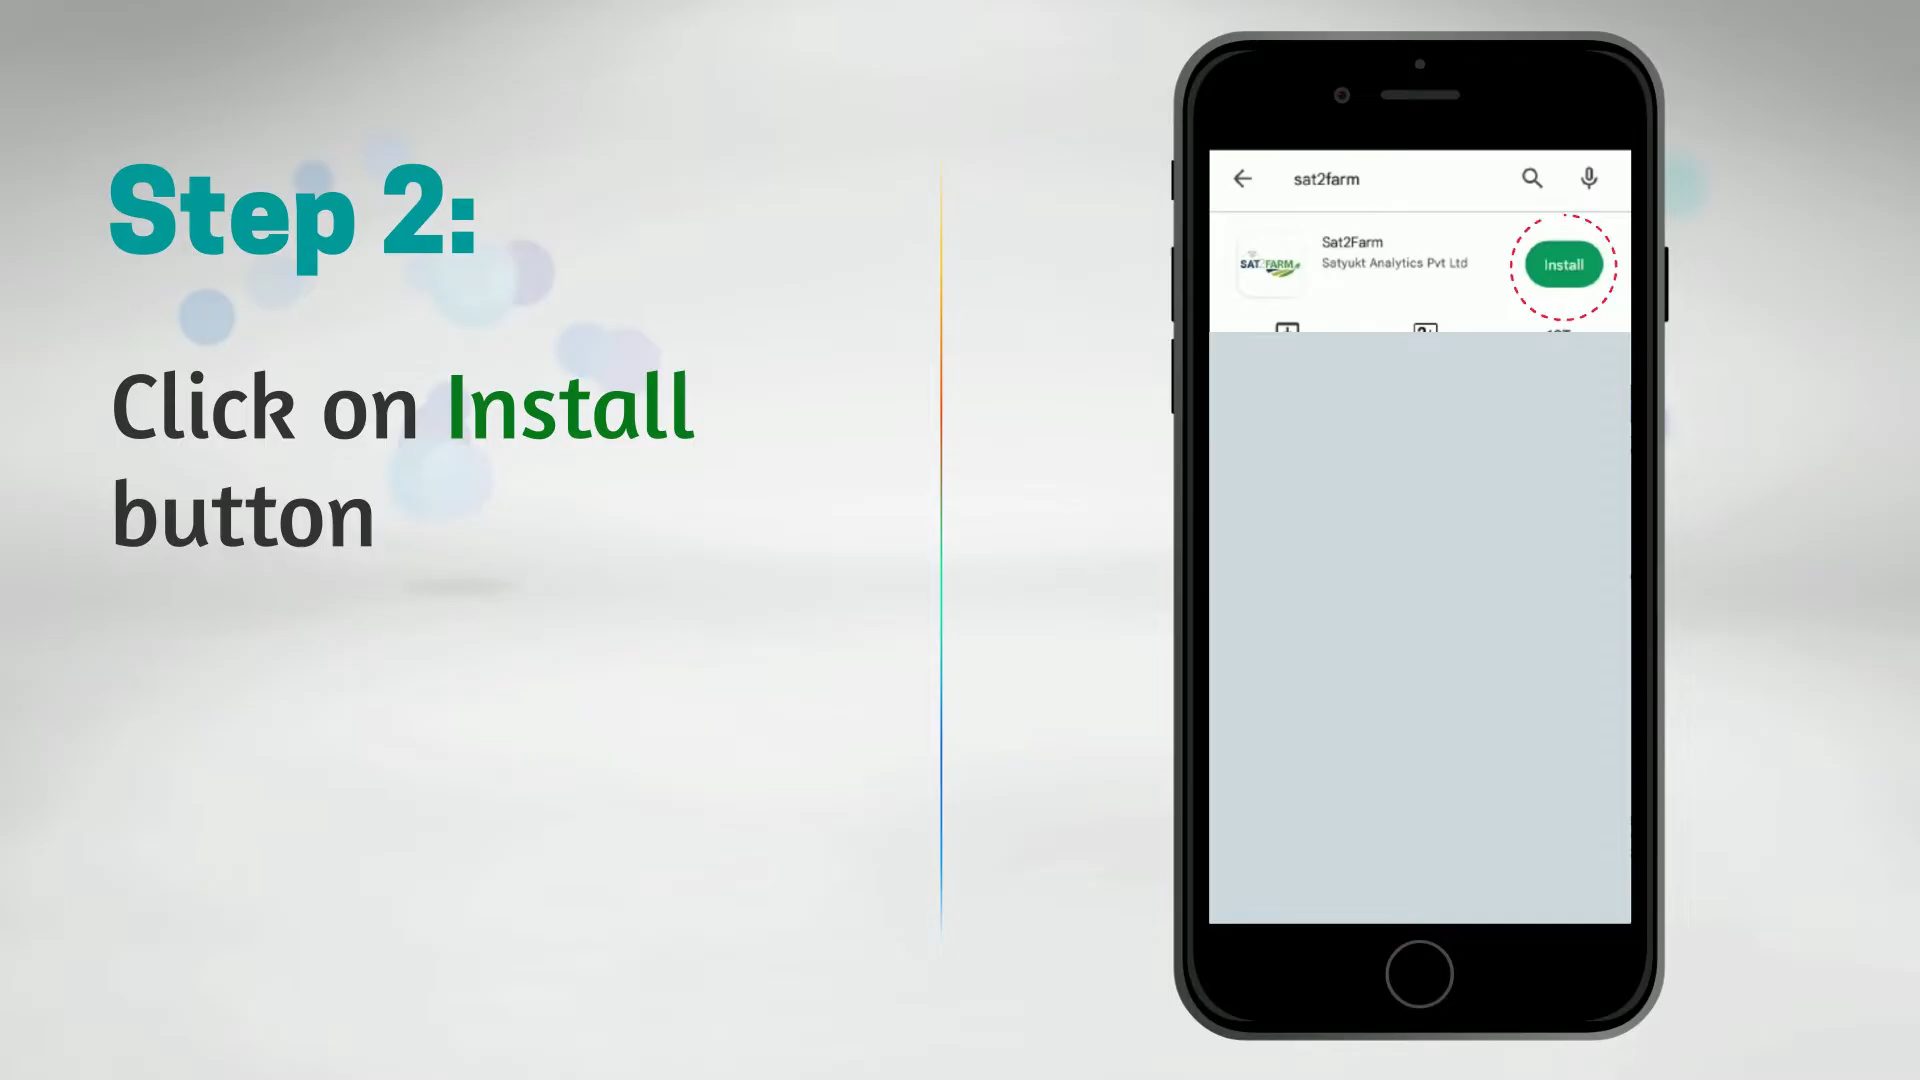 Step 2:
Click on Install
button
sat2farm
Sat2Farm
Satyukt Analytics Pvt Ltd
SAT2FARM
Install